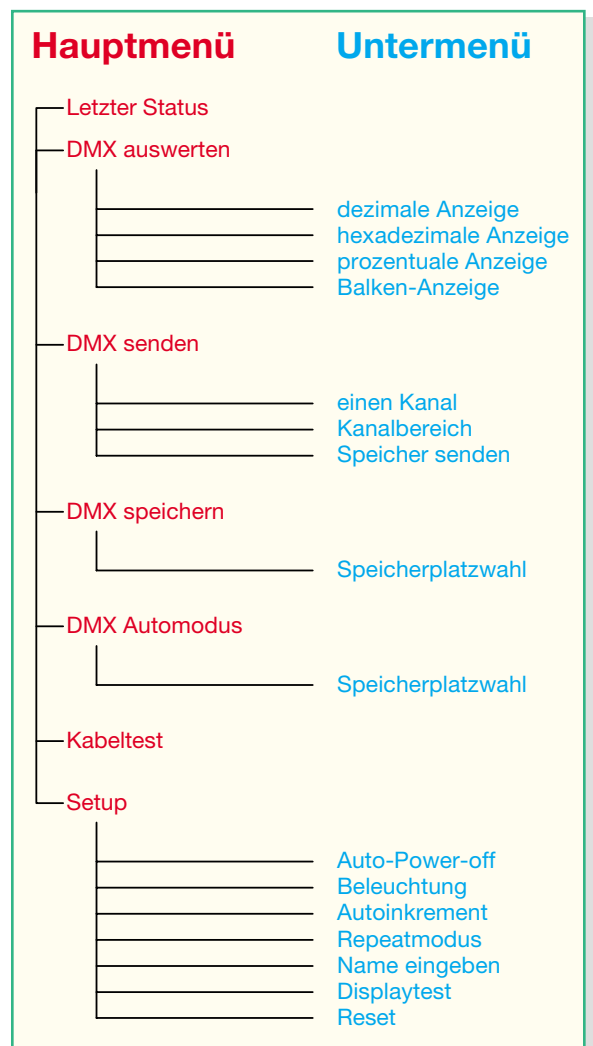 Hauptmenü Untermenü
Letzter Status
DMX auswerten
dezimale Anzeige
hexadezimale Anzeige
prozentuale Anzeige
Balken-Anzeige
DMX senden
einen Kanal
Kanalbereich
Speicher senden
DMX speichern
Speicherplatzwahl
DMX Automodus
Speicherplatzwahl
Kabeltest
Setup
Auto-Power-off
Beleuchtung
Autoinkrement
Repeatmodus
Name eingeben
Displaytest
Reset